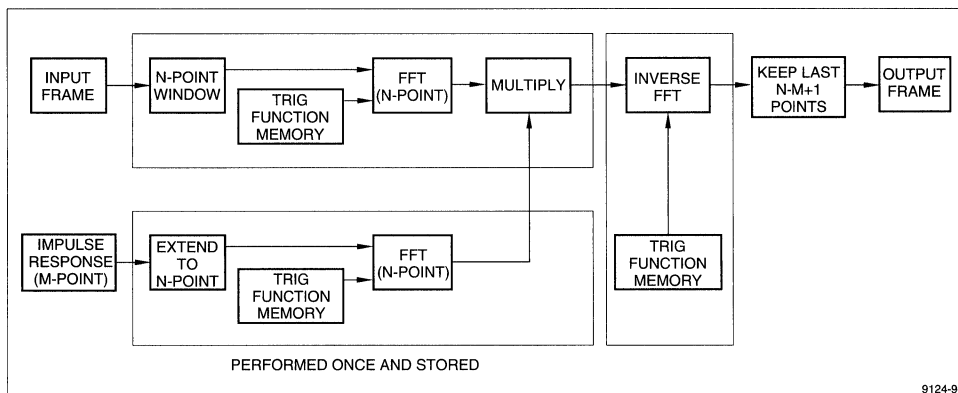 INPUT
FRAME
N-POINT
WINDOW
TRIG
FUNCTION
MEMORY
FFT
(N-POINT)
MULTIPLY
INVERSE
FFT
KEEP LAST
N-M+1
POINTS
OUTPUT
FRAME
IMPULSE
RESPONSE
(M-POINT)
EXTEND
TO
N-POINT
TRIG
FUNCTION
MEMORY
FFT
(N-POINT)
TRIG
FUNCTION
MEMORY
PERFORMED ONCE AND STORED
9124-9